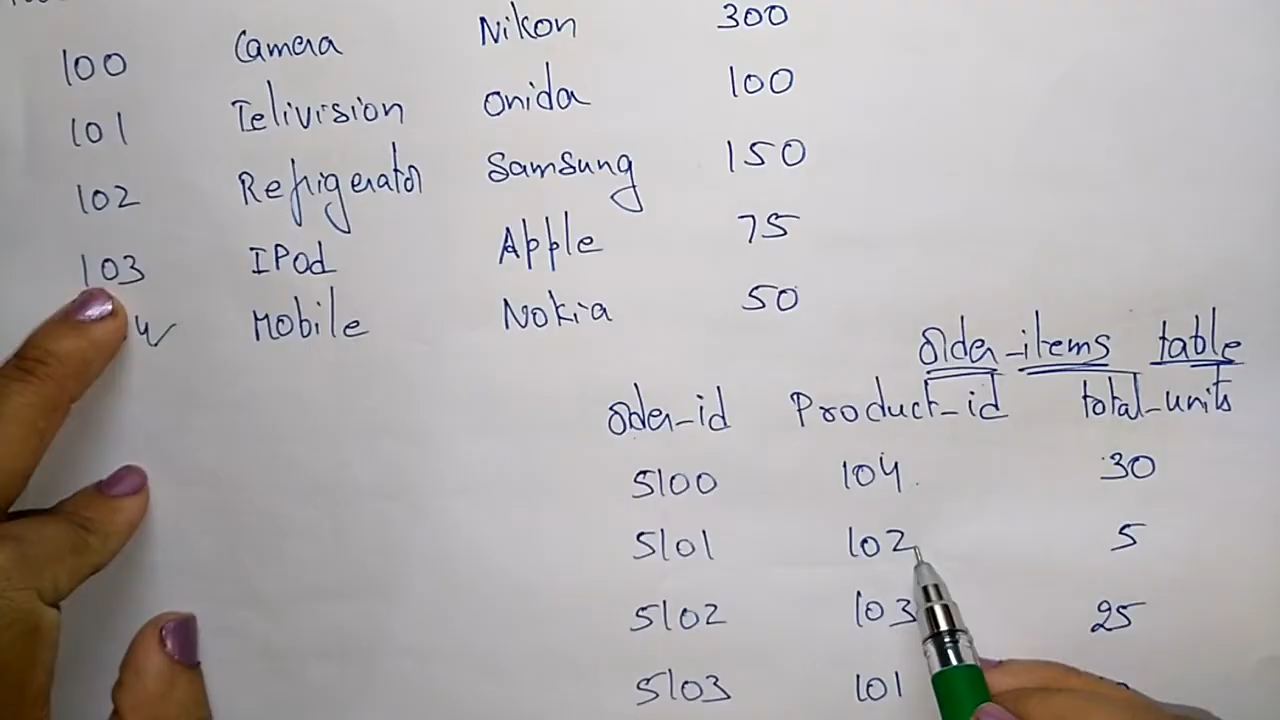 100 Camera Nikon 300
101 Telivision Onida 100
102 Refrigerator Samsung 150
103 IPod Apple 75
4 Mobile Nokia 50
Order-items table
Order-id Product-id total-units
5100 104 30
5101 102 5
5102 103 25
5103 101